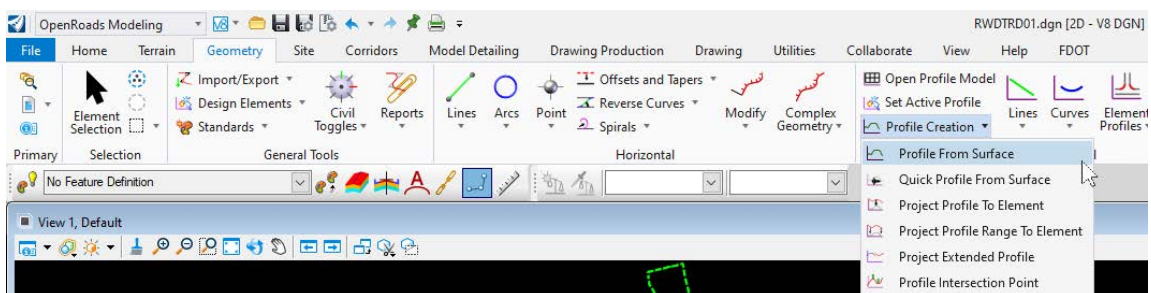 OpenRoads Modeling
RWDTRD01.dgn [2D - V8 DGN]
File Home Terrain Geometry Site Corridors Model Detailing Drawing Production Drawing Utilities Collaborate View Help FDOT
Import/Export
Design Elements
Standards
Element
Selection
Civil
Toggles
Reports
Lines
Arcs
Point
Offsets and Tapers
Reverse Curves
Spirals
Modify
Complex
Geometry
Open Profile Model
Set Active Profile
Profile Creation
Lines
Curves
Element
Profiles
Primary Selection General Tools Horizontal
Profile From Surface
Quick Profile From Surface
Project Profile To Element
Project Profile Range To Element
Project Extended Profile
Profile Intersection Point
No Feature Definition
View 1, Default